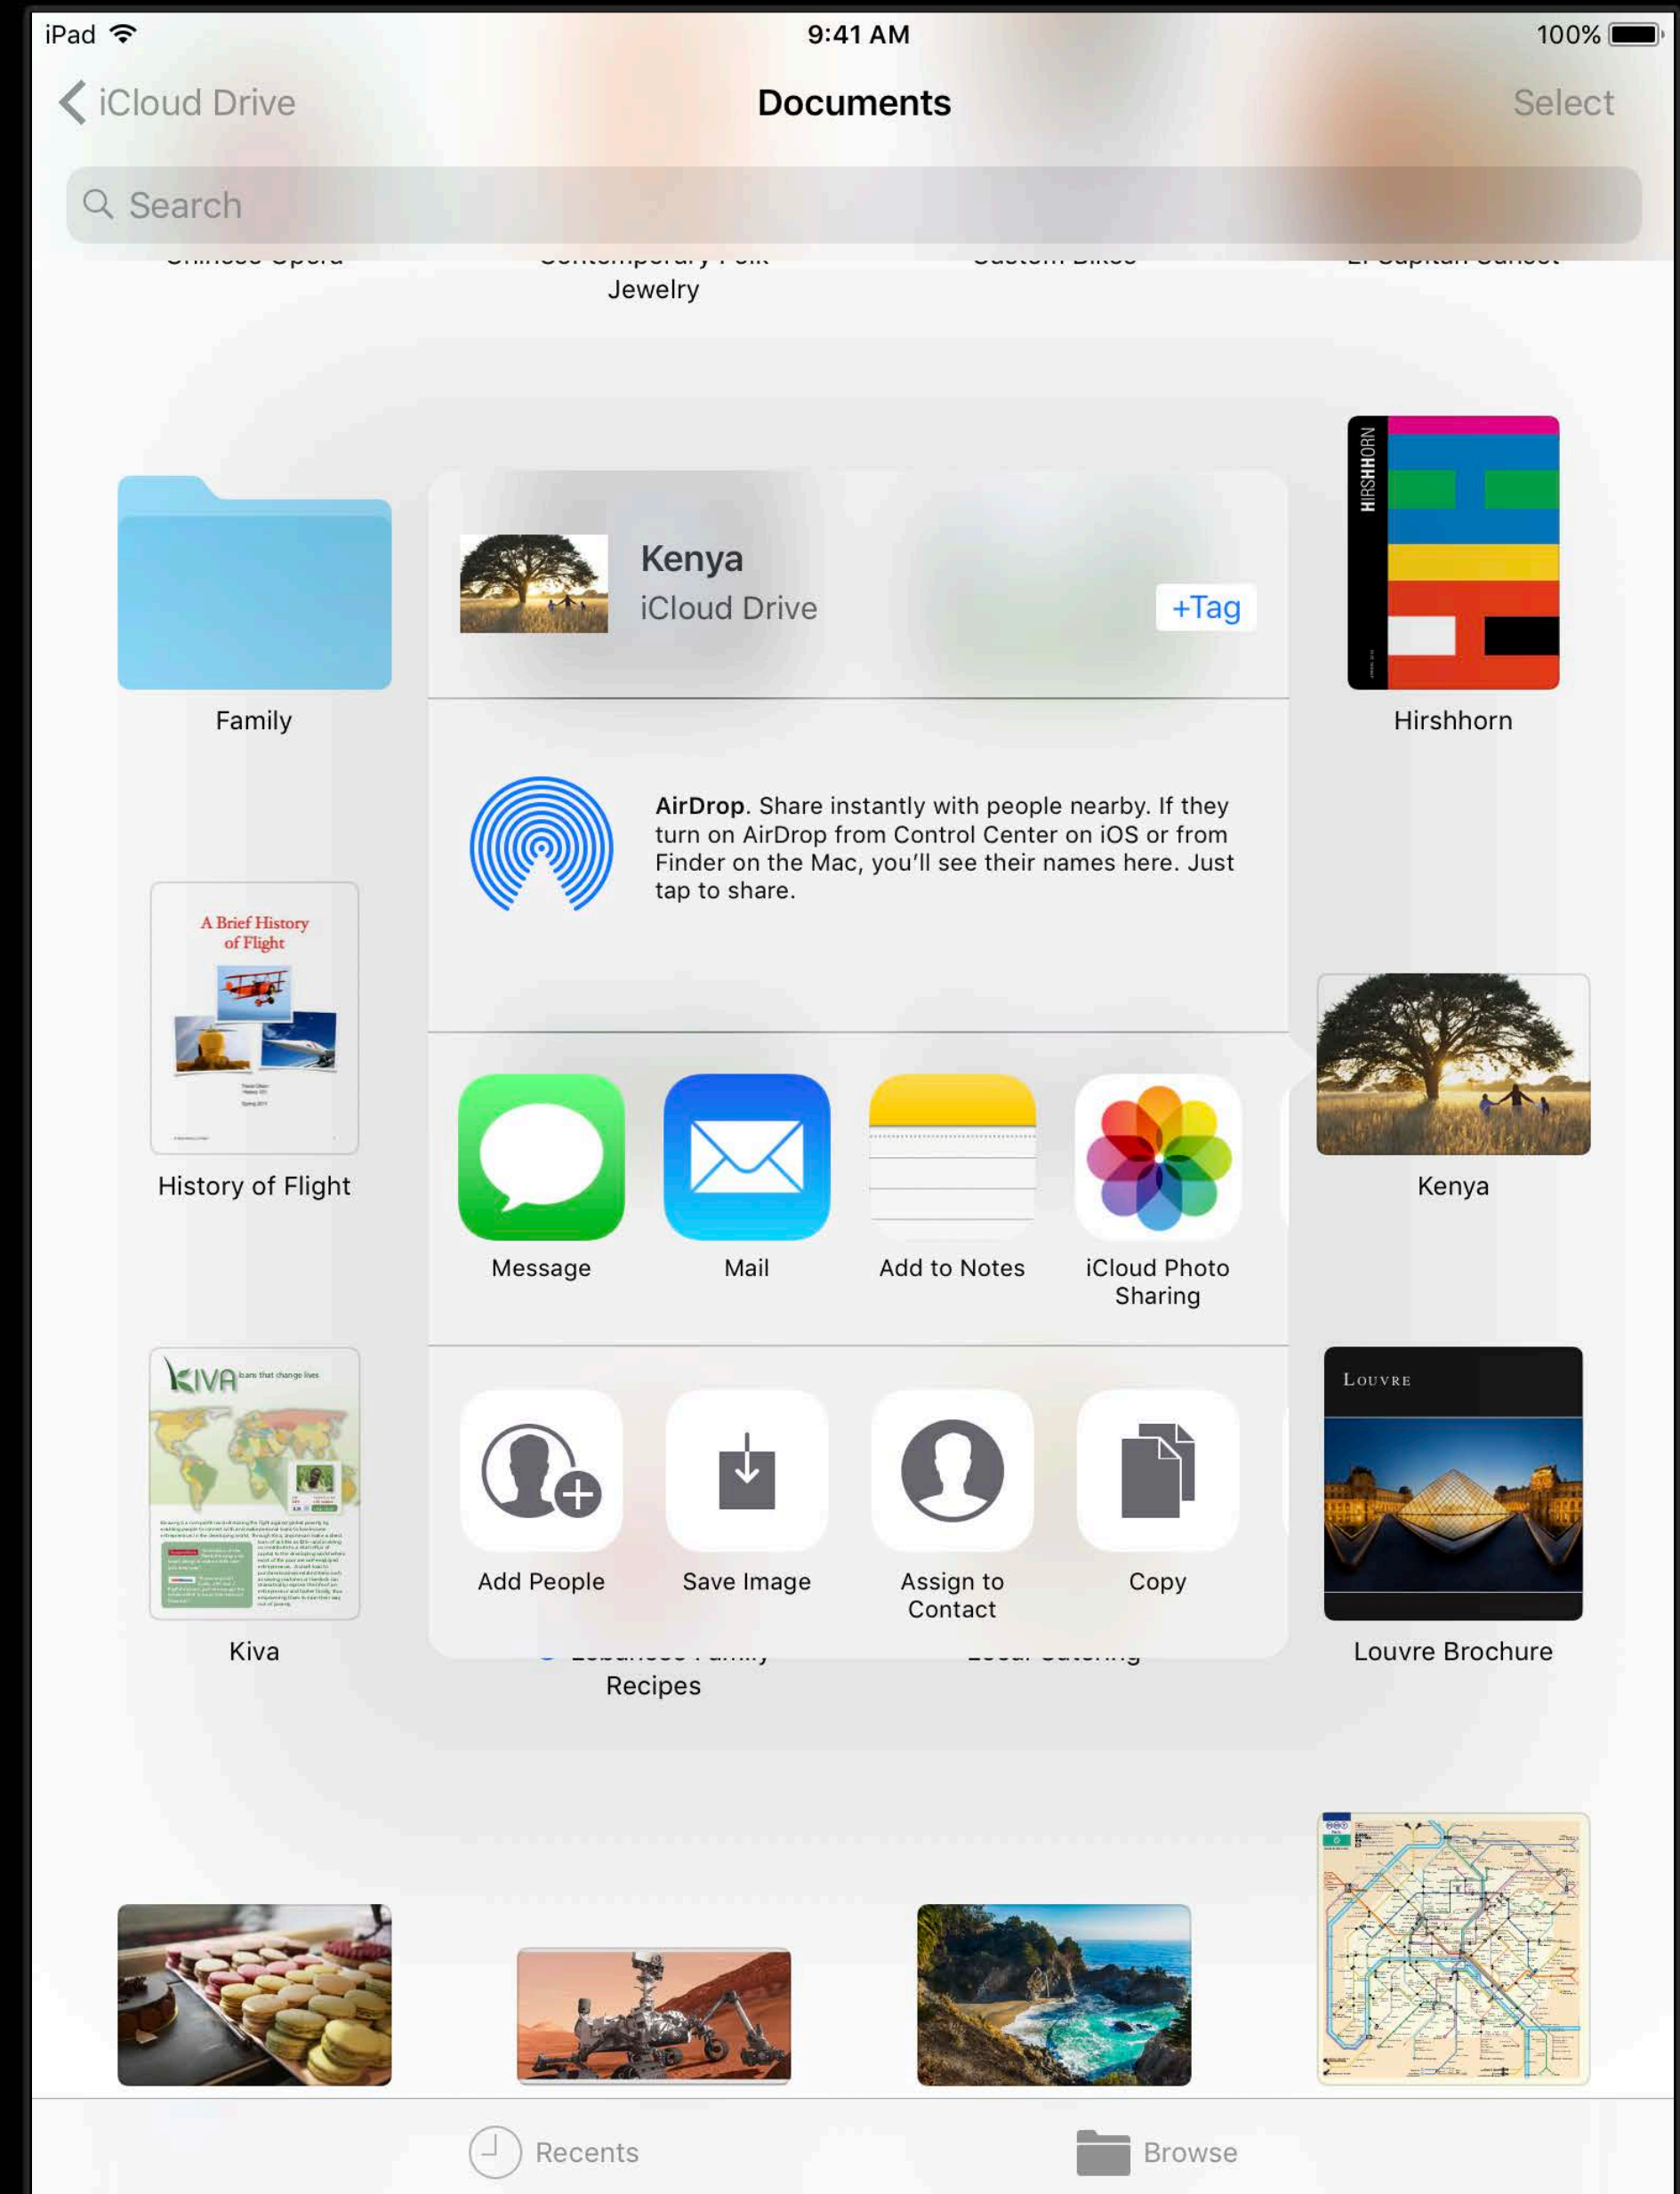 iPad
9:41 AM
100%
iCloud Drive
Documents
Select
Search
Jewelry
HIRSHHORN
Family
Kenya
iCloud Drive
+Tag
Hirshhorn
AirDrop. Share instantly with people nearby. If they
turn on AirDrop from Control Center on iOS or from
Finder on the Mac, you'll see their names here. Just
tap to share.
A Brief History
of Flight
History of Flight
Kenya
Message
Mail
Add to Notes
iCloud Photo
Sharing
KIVA loans that change lives
LOUVRE
Add People
Save Image
Assign to
Contact
Copy
Kiva
Louvre Brochure
Recipes
Recents
Browse